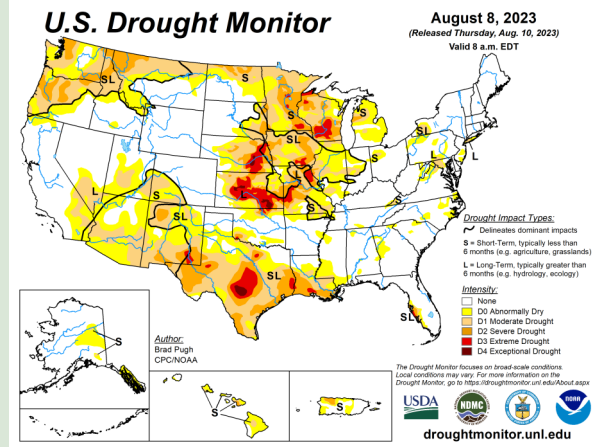 U.S. Drought Monitor
August 8, 2023
(Released Thursday, Aug. 10, 2023)
Valid 8 a.m. EDT
S
SL
S
S
S
SL
S
SL
L
L
S
L
L
S
S
S
SL
SL
SL
Drought Impact Types:
Delineates dominant impacts
S = Short-Term, typically less than
6 months (e.g. agriculture, grasslands)
L = Long-Term, typically greater than
6 months (e.g. hydrology, ecology)
Intensity:
None
D0 Abnormally Dry
D1 Moderate Drought
D2 Severe Drought
D3 Extreme Drought
D4 Exceptional Drought
S
Author:
Brad Pugh
CPC/NOAA
S
S
The Drought Monitor focuses on broad-scale conditions.
Local conditions may vary. For more information on the
Drought Monitor, go to https://droughtmonitor.unl.edu/About.aspx
USDA
NDMC
NOAA
droughtmonitor.unl.edu